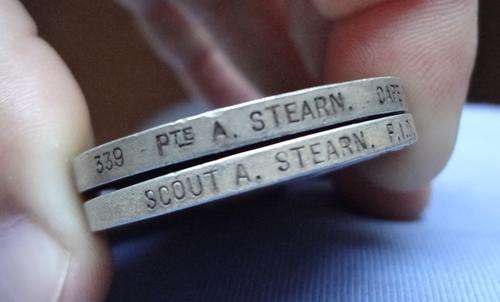 339 PTE A. STEARN. CAPE
SCOUT A. STEARN. F.I.D.